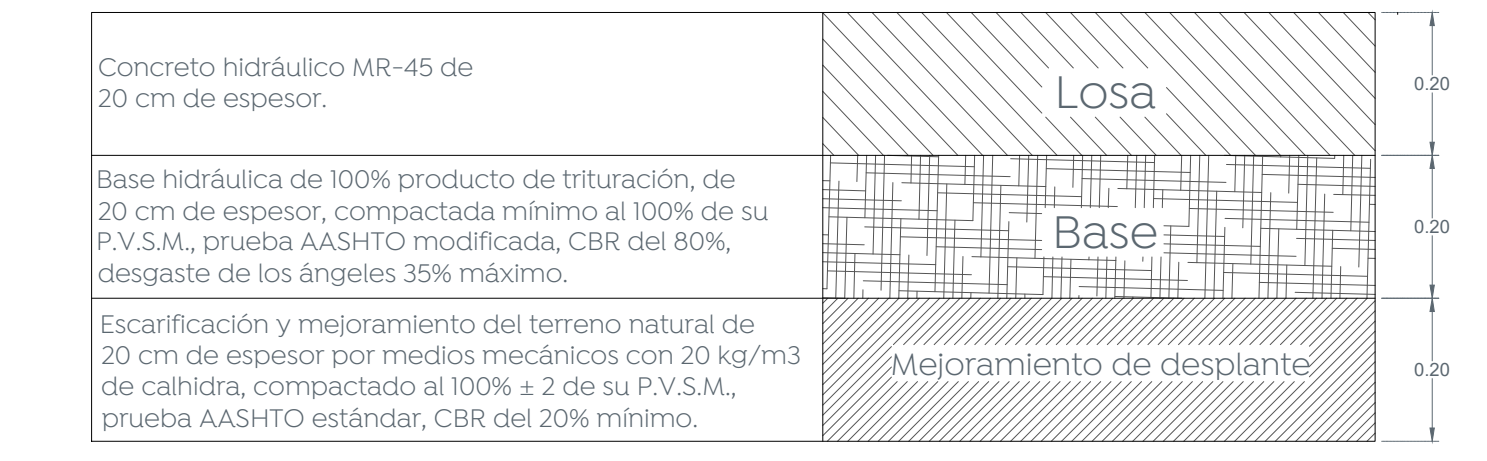 Concreto hidráulico MR-45 de
20 cm de espesor.
Losa
0.20
Base hidráulica de 100% producto de trituración, de
20 cm de espesor, compactada mínimo al 100% de su
P.V.S.M., prueba AASHTO modificada, CBR del 80%,
desgaste de los ángeles 35% máximo.
Base
0.20
Escarificación y mejoramiento del terreno natural de
20 cm de espesor por medios mecánicos con 20 kg/m3
de calhidra, compactado al 100% ± 2 de su P.V.S.M.,
prueba AASHTO estándar, CBR del 20% mínimo.
Mejoramiento de desplante
0.20